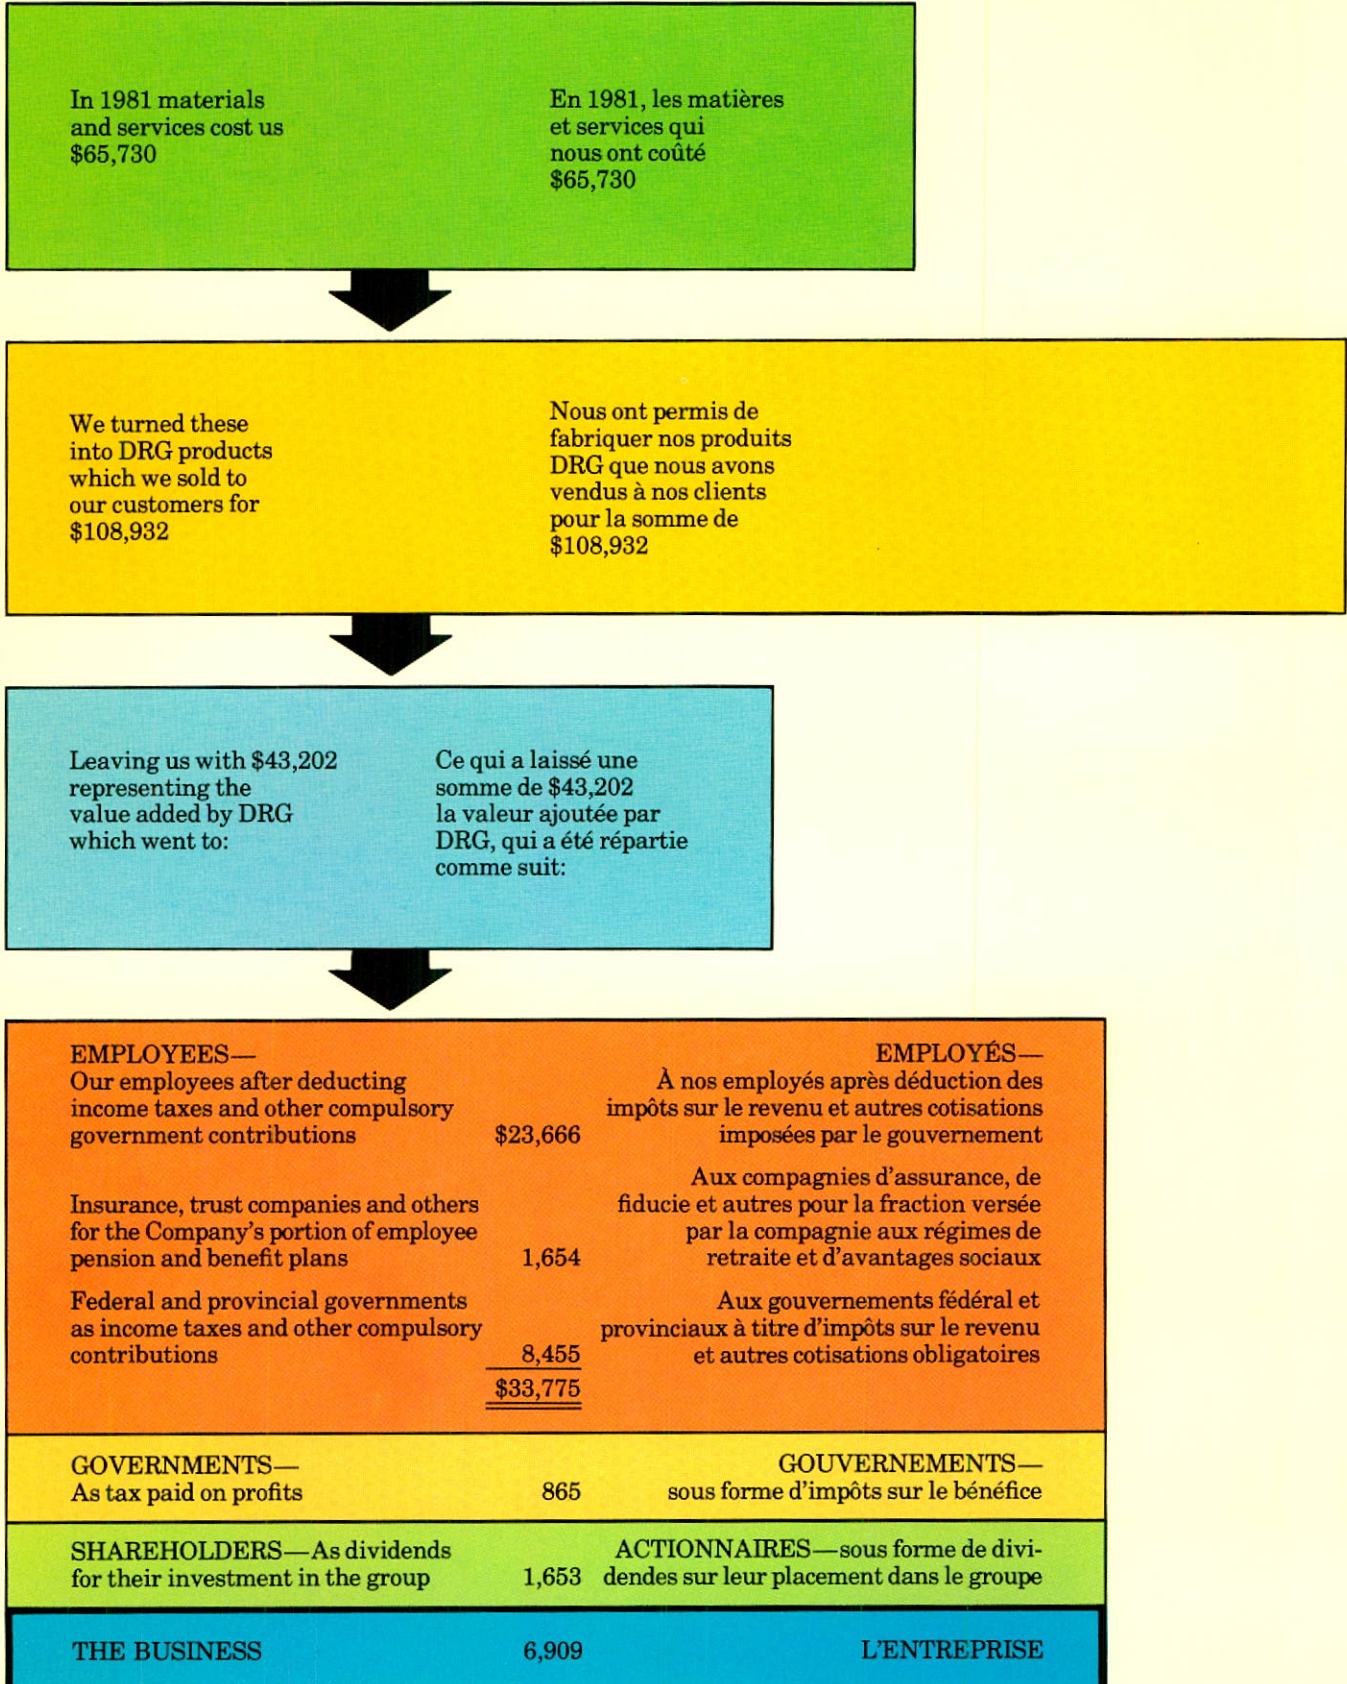 In 1981 materials
and services cost us
$65,730
En 1981, les matières
et services qui
nous ont coûté
$65,730
We turned these
into DRG products
which we sold to
our customers for
$108,932
Nous ont permis de
fabriquer nos produits
DRG que nous avons
vendus à nos clients
pour la somme de
$108,932
Leaving us with $43,202
representing the
value added by DRG
which went to:
Ce qui a laissé une
somme de $43,202
la valeur ajoutée par
DRG, qui a été répartie
comme suit:
EMPLOYEES—
Our employees after deducting
income taxes and other compulsory
government contributions
$23,666
EMPLOYÉS—
À nos employés après déduction des
impôts sur le revenu et autres cotisations
imposées par le gouvernement
Insurance, trust companies and others
for the Company's portion of employee
pension and benefit plans
1,654
Aux compagnies d'assurance, de
fiducie et autres pour la fraction versée
par la compagnie aux régimes de
retraite et d'avantages sociaux
Federal and provincial governments
as income taxes and other compulsory
contributions
8,455
$33,775
Aux gouvernements fédéral et
provinciaux à titre d'impôts sur le revenu
et autres cotisations obligatoires
GOVERNMENTS—
As tax paid on profits
865
GOUVERNEMENTS—
sous forme d'impôts sur le bénéfice
SHAREHOLDERS—As dividends
for their investment in the group
1,653
ACTIONNAIRES—sous forme de divi-
dendes sur leur placement dans le groupe
THE BUSINESS
6,909
L'ENTREPRISE